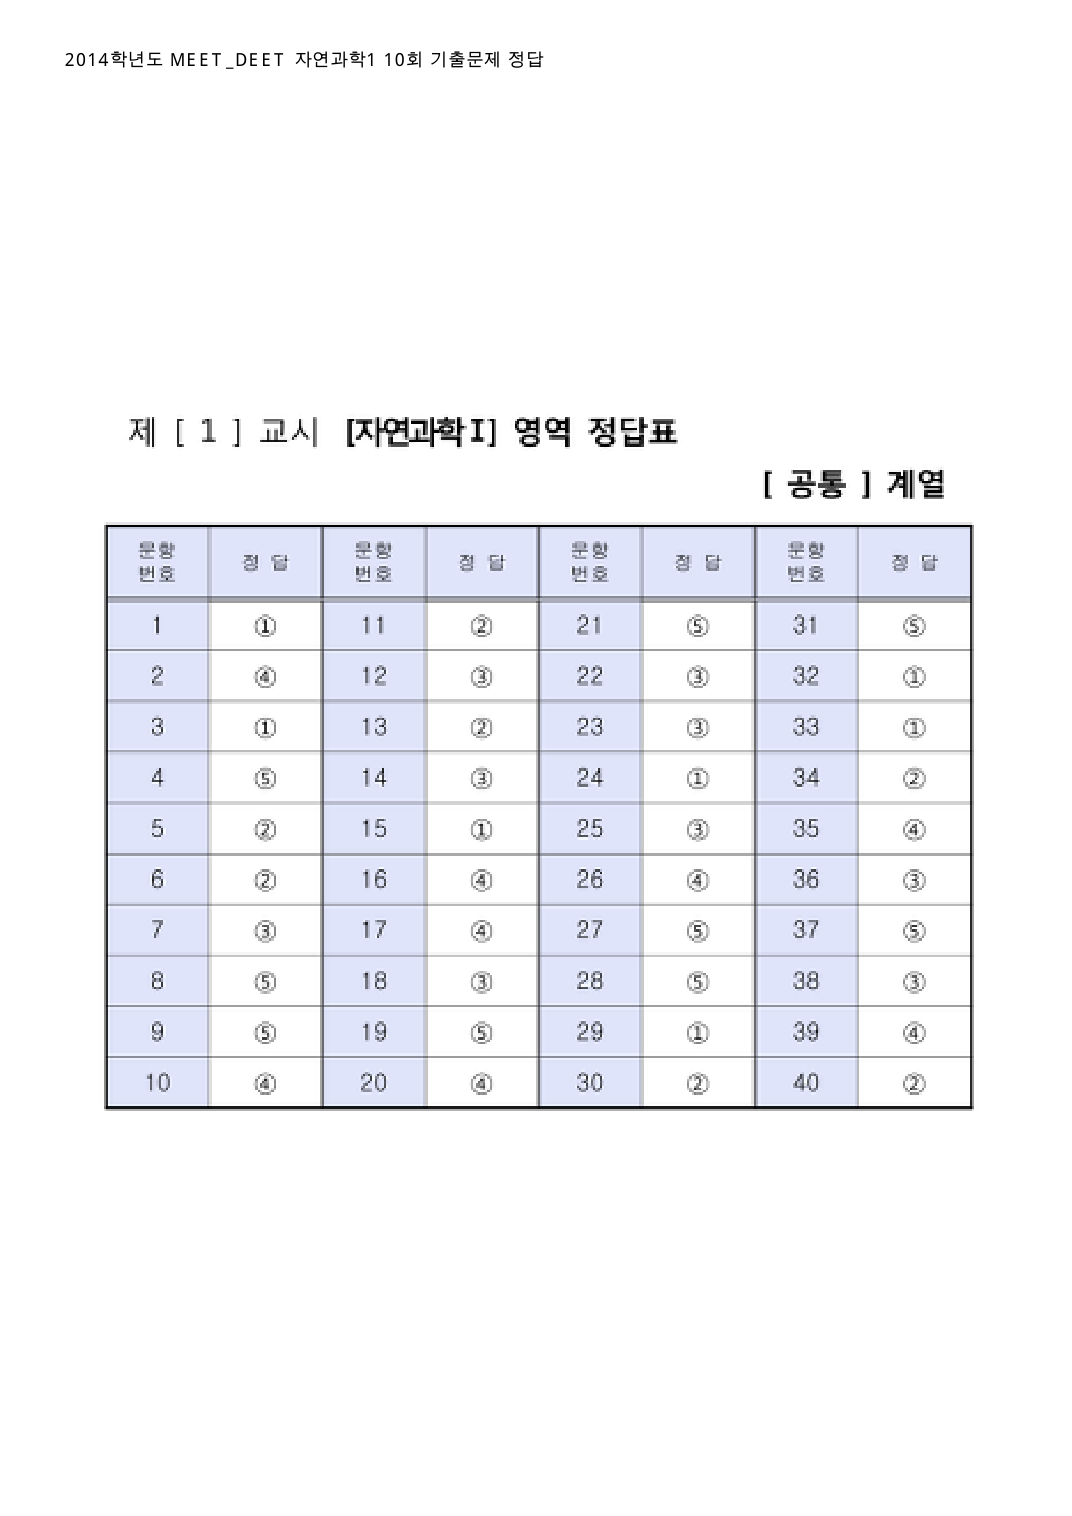 2014학년도 MEET_DEET 자연과학1 10회 기출문제 정답
제 [ 1 ] 교시 [자연과학Ⅰ] 영역 정답표
[ 공통 ] 계열
문항 번호 정 답 문항 번호 정 답 문항 번호 정 답 문항 번호 정 답
1 ① 11 ② 21 ⑤ 31 ⑤
2 ④ 12 ③ 22 ③ 32 ①
3 ① 13 ② 23 ③ 33 ①
4 ⑤ 14 ③ 24 ① 34 ②
5 ② 15 ① 25 ③ 35 ④
6 ② 16 ④ 26 ④ 36 ③
7 ③ 17 ④ 27 ⑤ 37 ⑤
8 ⑤ 18 ③ 28 ⑤ 38 ③
9 ⑤ 19 ⑤ 29 ① 39 ④
10 ④ 20 ④ 30 ② 40 ②